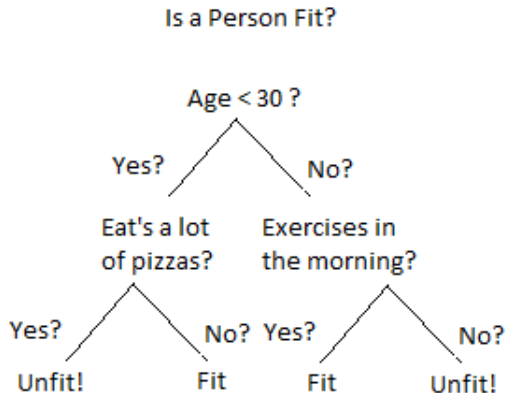 Is a Person Fit?
Age < 30 ?
Yes?
No?
Eat's a lot
of pizzas?
Exercises in
the morning?
Yes?
No?
Yes?
No?
Unfit!
Fit
Fit
Unfit!